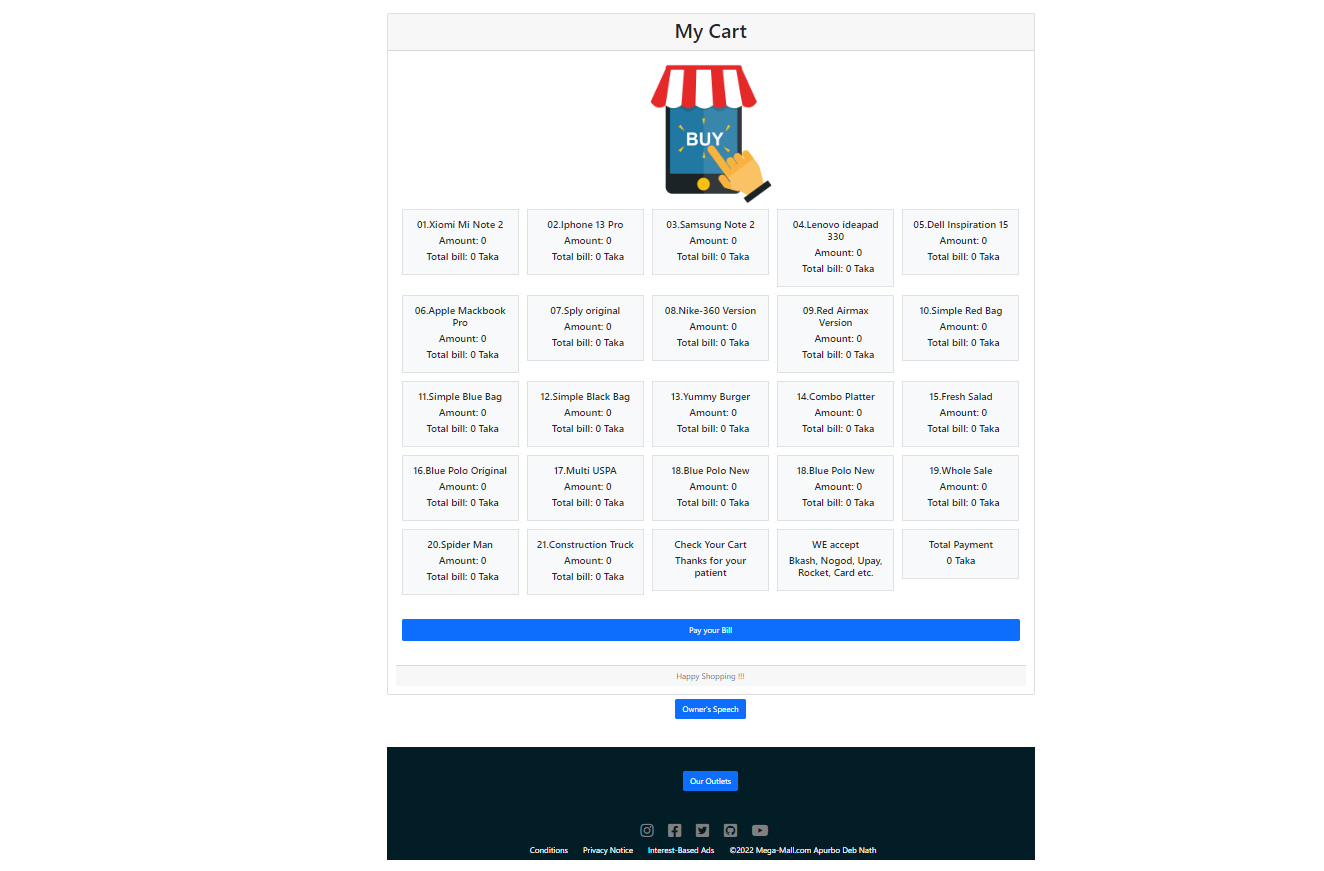 My Cart
BUY
01.Xiomi Mi Note 2
Amount: 0
Total bill: 0 Taka
02.Iphone 13 Pro
Amount: 0
Total bill: 0 Taka
03.Samsung Note 2
Amount: 0
Total bill: 0 Taka
04.Lenovo ideapad
330
Amount: 0
Total bill: 0 Taka
05.Dell Inspiration 15
Amount: 0
Total bill: 0 Taka
06.Apple Mackbook
Pro
Amount: 0
Total bill: 0 Taka
07.Sply original
Amount: 0
Total bill: 0 Taka
08.Nike-360 Version
Amount: 0
Total bill: 0 Taka
09.Red Airmax
Version
Amount: 0
Total bill: 0 Taka
10.Simple Red Bag
Amount: 0
Total bill: 0 Taka
11.Simple Blue Bag
Amount: 0
Total bill: 0 Taka
12.Simple Black Bag
Amount: 0
Total bill: 0 Taka
13.Yummy Burger
Amount: 0
Total bill: 0 Taka
14.Combo Platter
Amount: 0
Total bill: 0 Taka
15.Fresh Salad
Amount: 0
Total bill: 0 Taka
16.Blue Polo Original
Amount: 0
Total bill: 0 Taka
17.Multi USPA
Amount: 0
Total bill: 0 Taka
18.Blue Polo New
Amount: 0
Total bill: 0 Taka
18.Blue Polo New
Amount: 0
Total bill: 0 Taka
19.Whole Sale
Amount: 0
Total bill: 0 Taka
20.Spider Man
Amount: 0
Total bill: 0 Taka
21.Construction Truck
Amount: 0
Total bill: 0 Taka
Check Your Cart
Thanks for your
patient
WE accept
Bkash, Nogod, Upay,
Rocket, Card etc.
Total Payment
0 Taka
Pay your Bill
Happy Shopping !!!
Owner's Speech
Our Outlets
Conditions Privacy Notice Interest-Based Ads ©2022 Mega-Mall.com Apurbo Deb Nath